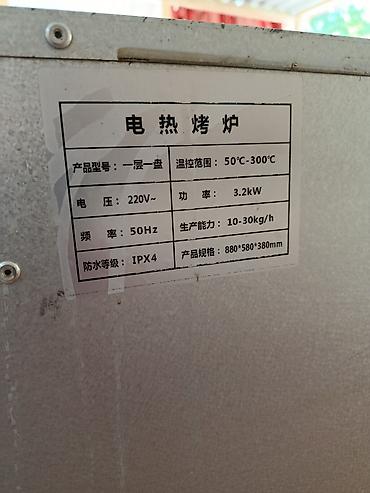 电热烤炉
产品型号：一层一盘 温控范围：50℃-300℃
电 压：220V~ 功 率：3.2kW
频 率：50Hz 生产能力：10-30kg/h
防水等级：IPX4 产品规格：880*580*380mm